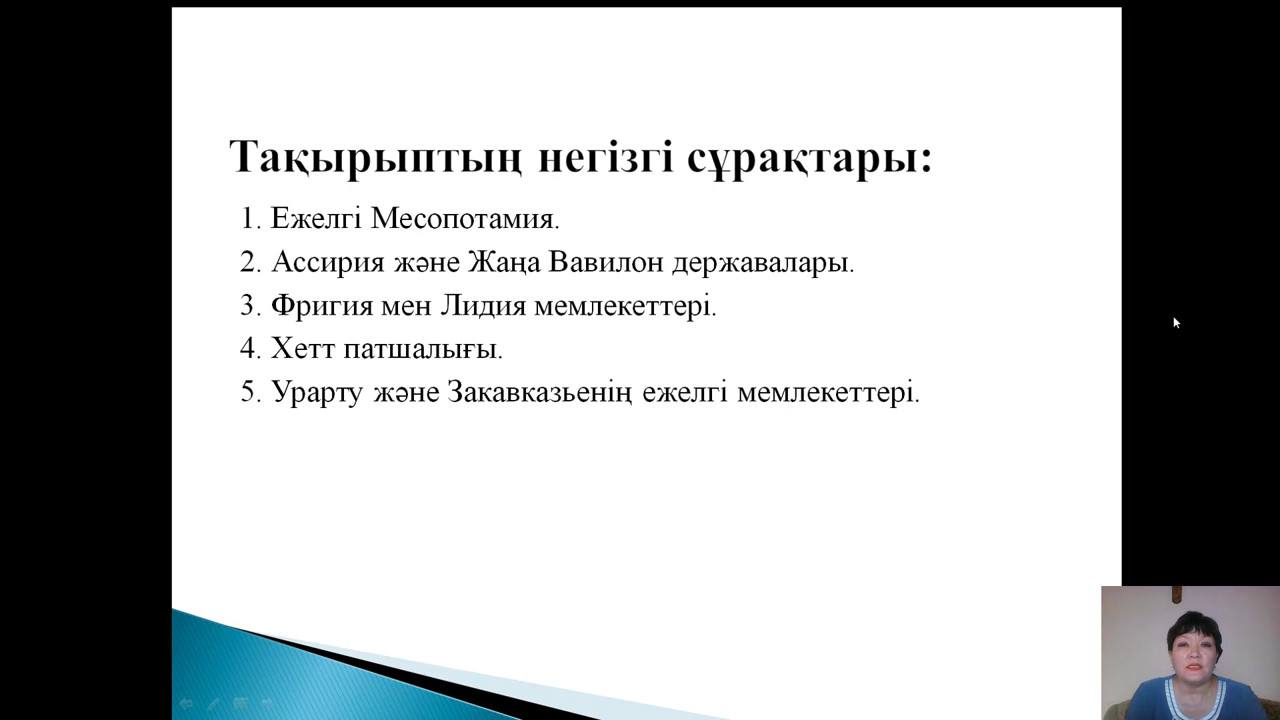 Тақырыптың негізгі сұрақтары:
1. Ежелгі Месопотамия.
2. Ассирия және Жаңа Вавилон державалары.
3. Фригия мен Лидия мемлекеттері.
4. Хетт патшалығы.
5. Урарту және Закавказьенің ежелгі мемлекеттері.